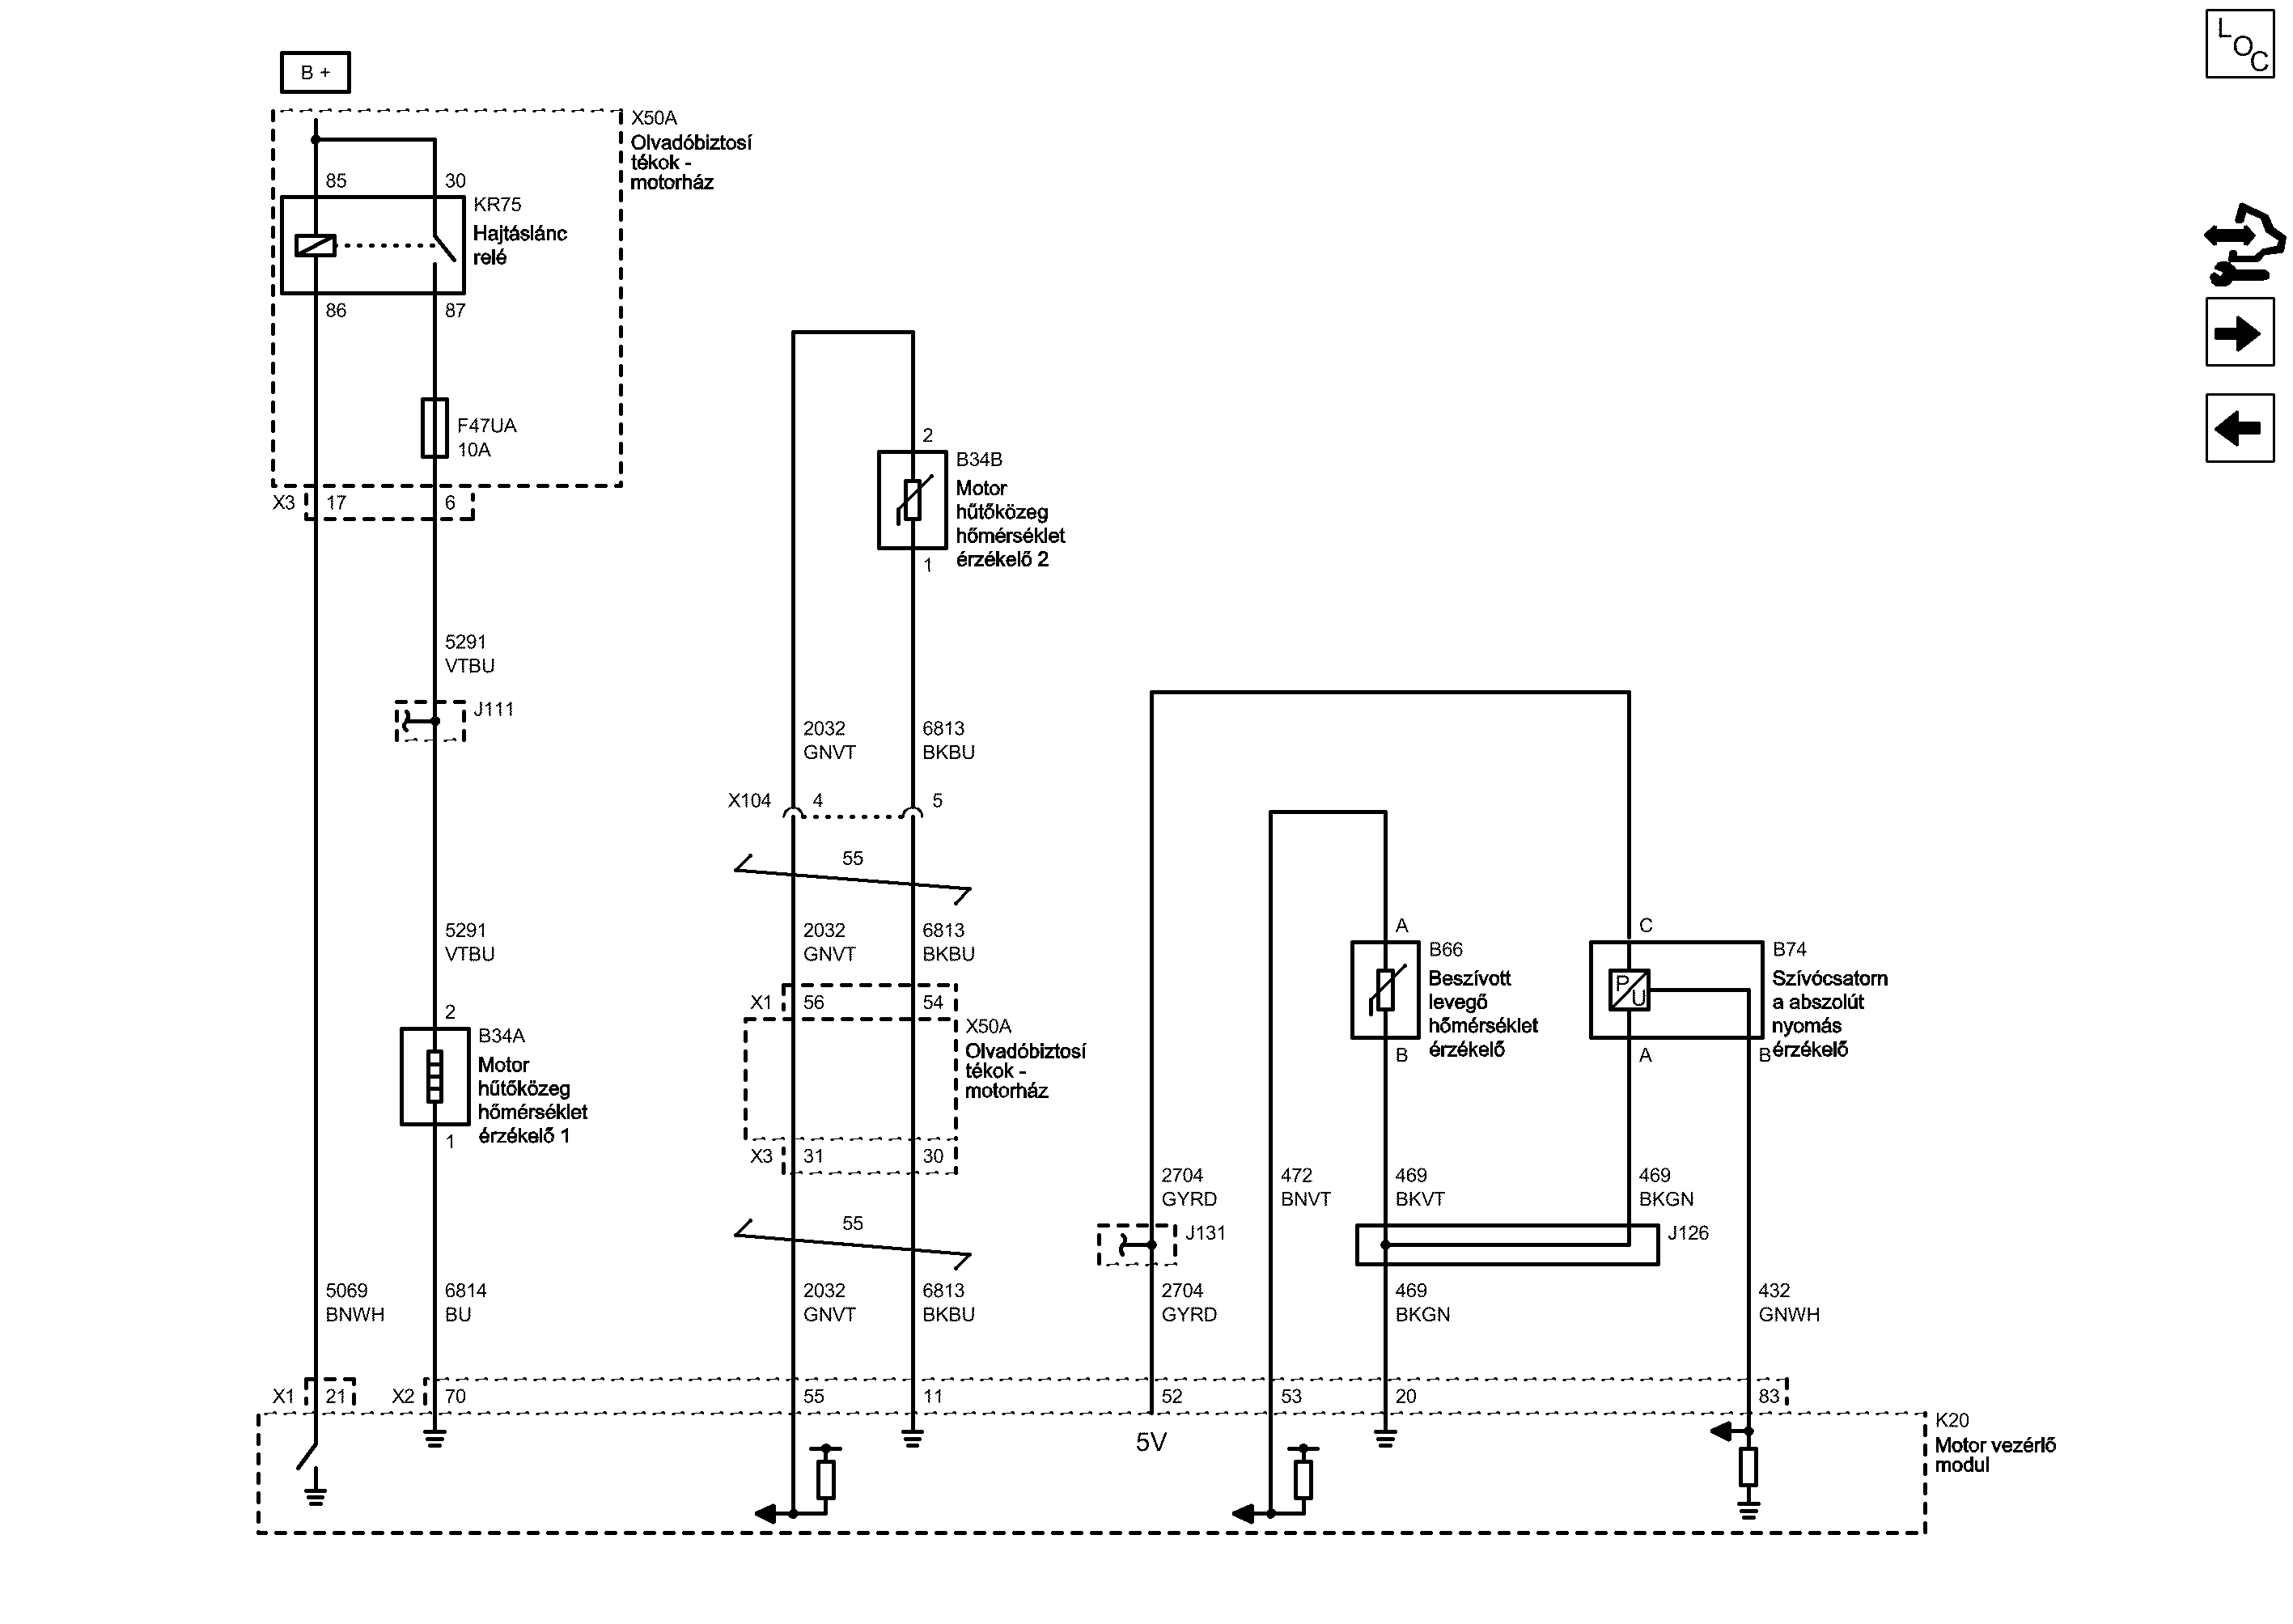 L
O
C
B +
X50A
Olvadóbiztosí
tékok -
motorház
85
30
KR75
Hajtáslánc
relé
86
87
F47UA
10A
X3
17
6
2
B34B
Motor
hűtőközeg
hőmérséklet
érzékelő 2
1
5291
VTBU
J111
2032
GNVT
6813
BKBU
X104
4
5
55
5291
VTBU
2032
GNVT
6813
BKBU
A
B66
Beszívott
levegő
hőmérséklet
érzékelő
B
C
B74
Szívócsatorn
a abszolút
nyomás
érzékelő
P
U
A
B
2
B34A
Motor
hűtőközeg
hőmérséklet
érzékelő 1
1
X1
56
54
X50A
Olvadóbiztosí
tékok -
motorház
X3
31
30
2704
GYRD
472
BNVT
469
BKVT
469
BKGN
55
J131
J126
5069
BNWH
6814
BU
2032
GNVT
6813
BKBU
2704
GYRD
469
BKGN
432
GNWH
X1
21
X2
70
55
11
52
53
20
83
5V
K20
Motor vezérlő
modul